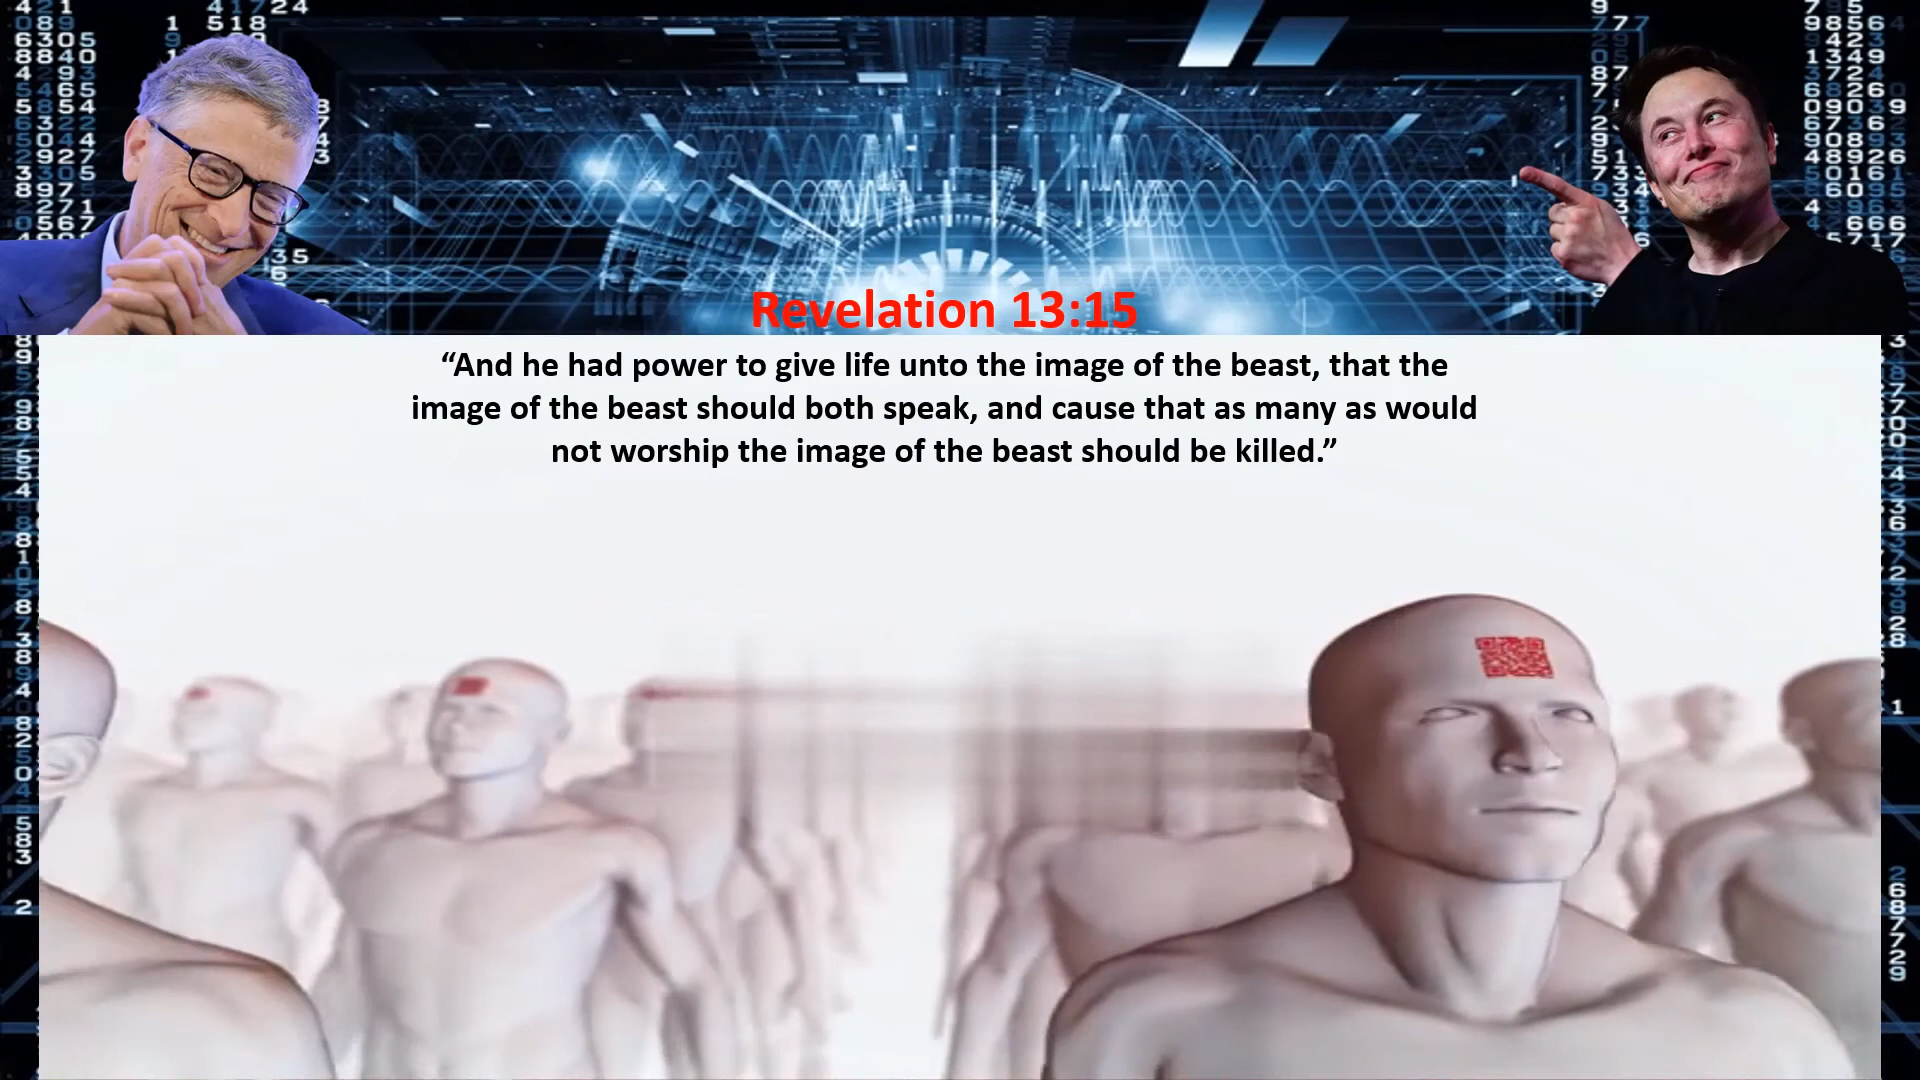 Revelation 13:15
“And he had power to give life unto the image of the beast, that the
image of the beast should both speak, and cause that as many as would
not worship the image of the beast should be killed.”